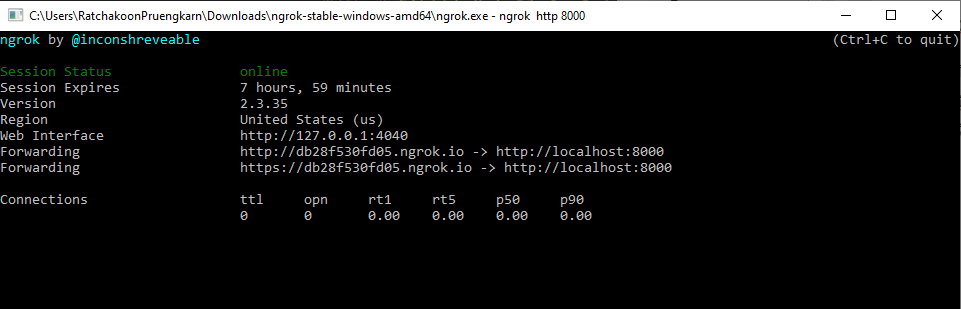 C:\Users\RatchakoonPruengkarn\Downloads\ngrok-stable-windows-amd64\ngrok.exe - ngrok  http 8000
ngrok by @inconshreveable (Ctrl+C to quit)
Session Status online
Session Expires 7 hours, 59 minutes
Version 2.3.35
Region United States (us)
Web Interface http://127.0.0.1:4040
Forwarding http://db28f530fd05.ngrok.io -> http://localhost:8000
Forwarding https://db28f530fd05.ngrok.io -> http://localhost:8000
Connections ttl opn rt1 rt5 p50 p90
0 0 0.00 0.00 0.00 0.00